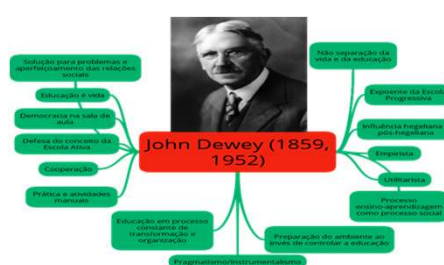 John Dewey (1859,
1952)
Solução para problemas e
aperfeiçoamento das relações
sociais
Educação é vida
Democracia na sala de
aula
Defesa do conceito da
Escola Ativa
Cooperação
Prática e atividades
manuais
Educação em processo
constante de
transformação e
organização
Pragmatismo/Instrumentalismo
Preparação do ambiente ao
invés de controlar a educação
Não separação da
vida e da educação
Expoente da Escola
Progressiva
Influência hegeliana
pós-hegeliana
Empirista
Utilitarista
Processo
ensino-aprendizagem
como processo social